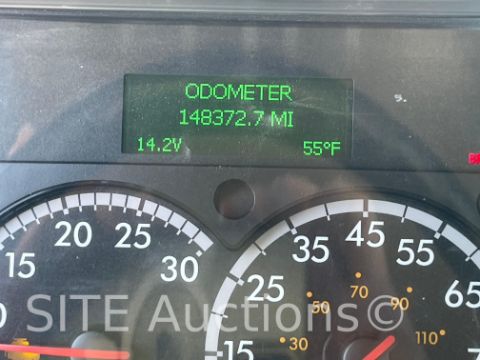 ODOMETER
148372.7 MI
14.2V 55°F
15 20 25 30
15 25 35 45 55 65
30 50 70 90 110
SITE Auctions©